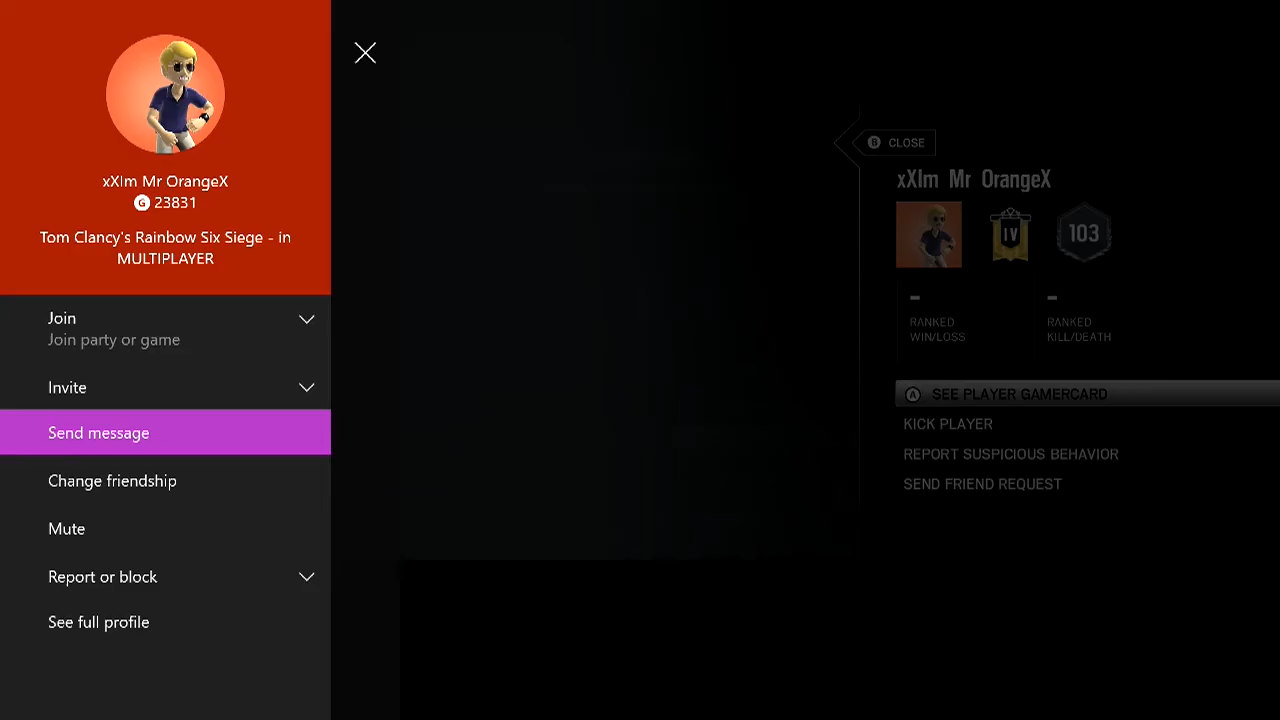 xXIm Mr OrangeX
G 23831
Tom Clancy's Rainbow Six Siege - in
MULTIPLAYER
Join
Join party or game
Invite
Send message
Change friendship
Mute
Report or block
See full profile
B CLOSE
xXIm Mr OrangeX
IV
103
- -
RANKED WIN/LOSS
RANKED KILL/DEATH
A SEE PLAYER GAMERCARD
KICK PLAYER
REPORT SUSPICIOUS BEHAVIOR
SEND FRIEND REQUEST